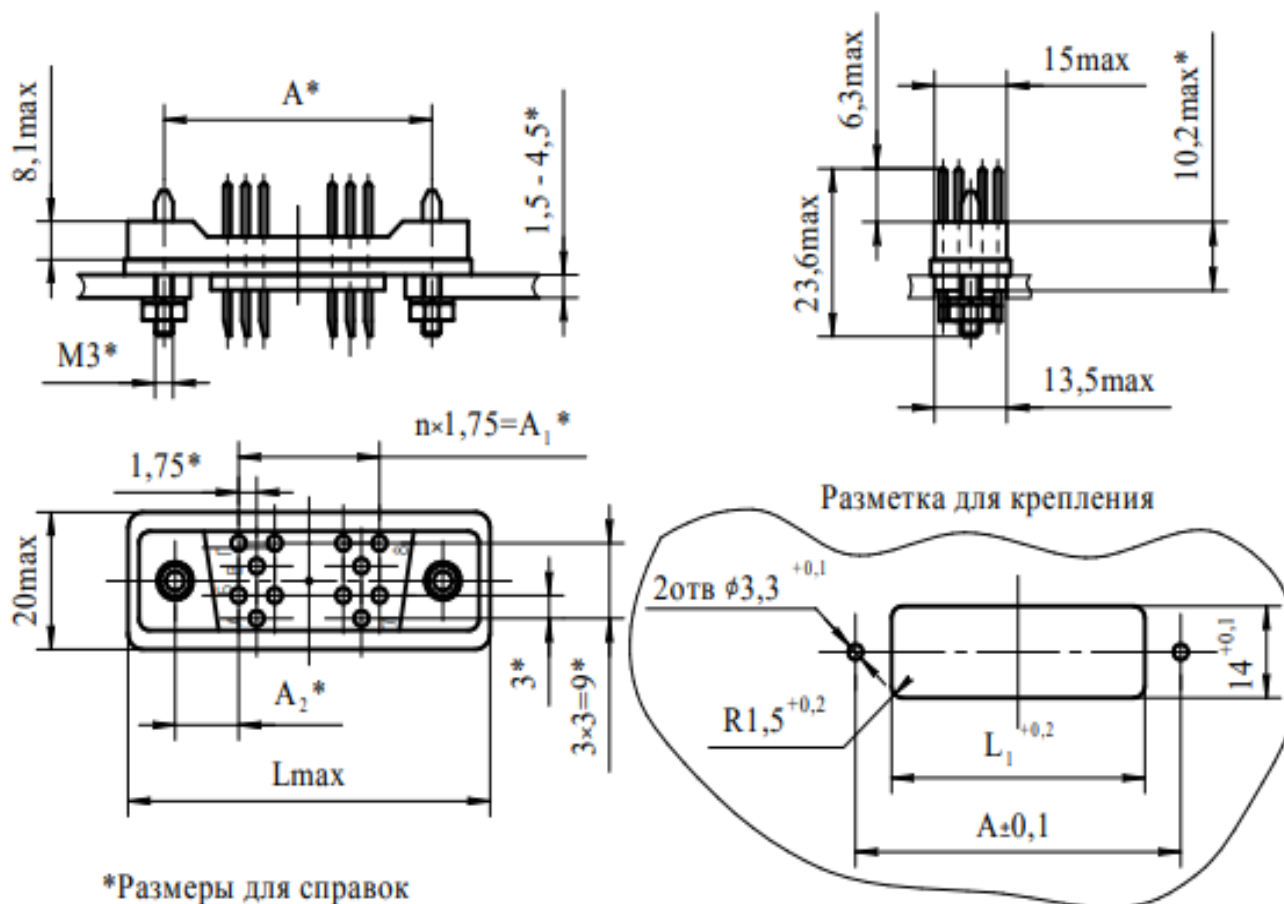 A*
8,1max
1,5 - 4,5*
M3*
6,3max
15max
10,2max*
23,6max
13,5max
n×1,75=A₁*
1,75*
20max
A₂*
3*
3×3=9*
Lmax
Разметка для крепления
2отв ϕ3,3 +0,1
R1,5 +0,2
L₁ +0,2
14 +0,1
A±0,1
*Размеры для справок